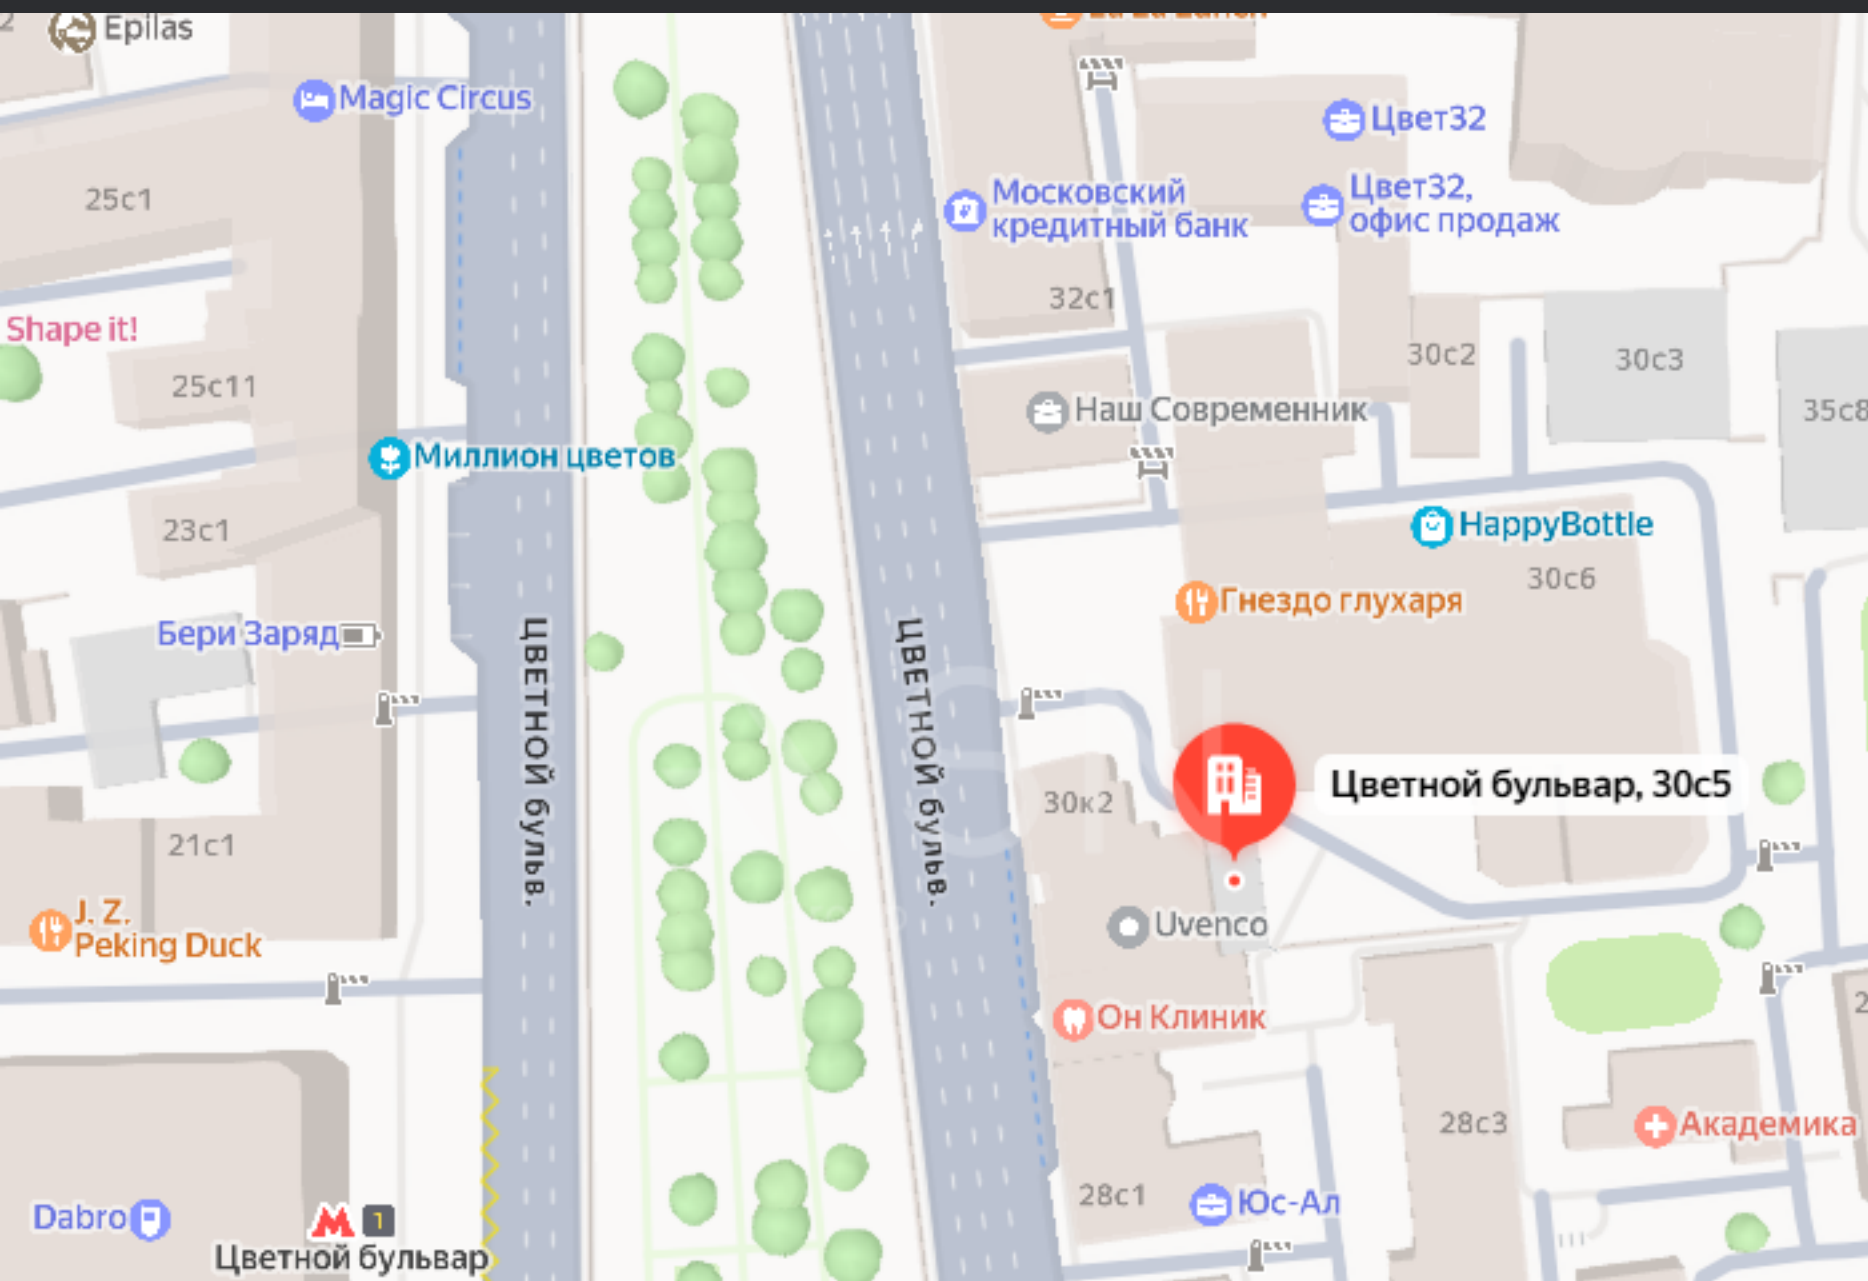 Epilas
Magic Circus
Цвет32
Московский
кредитный банк
Цвет32,
офис продаж
25с1
32с1
Shape it!
25с11
30с2
30с3
35с8
Наш Современник
Миллион цветов
23с1
HappyBottle
30с6
Гнездо глухаря
Бери Заряд
ЦВЕТНОЙ бульв.
ЦВЕТНОЙ бульв.
30к2
Цветной бульвар, 30с5
21с1
J. Z.
Peking Duck
Uvenco
Он Клиник
28с3
Академика
28с1
Юс-Ал
Dabro
1
Цветной бульвар